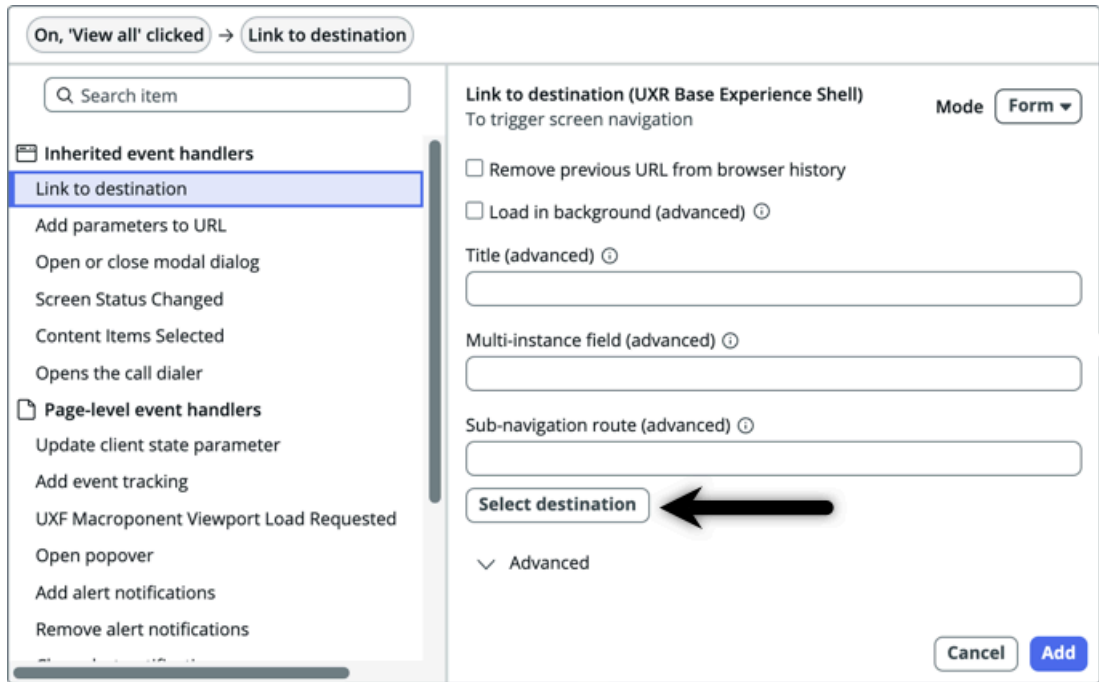 On, 'View all' clicked → Link to destination
Search item
Inherited event handlers
Link to destination
Add parameters to URL
Open or close modal dialog
Screen Status Changed
Content Items Selected
Opens the call dialer
Page-level event handlers
Update client state parameter
Add event tracking
UXF Macroponent Viewport Load Requested
Open popover
Add alert notifications
Remove alert notifications
Link to destination (UXR Base Experience Shell)
To trigger screen navigation
Mode Form
Remove previous URL from browser history
Load in background (advanced)
Title (advanced)
Multi-instance field (advanced)
Sub-navigation route (advanced)
Select destination
Advanced
Cancel Add